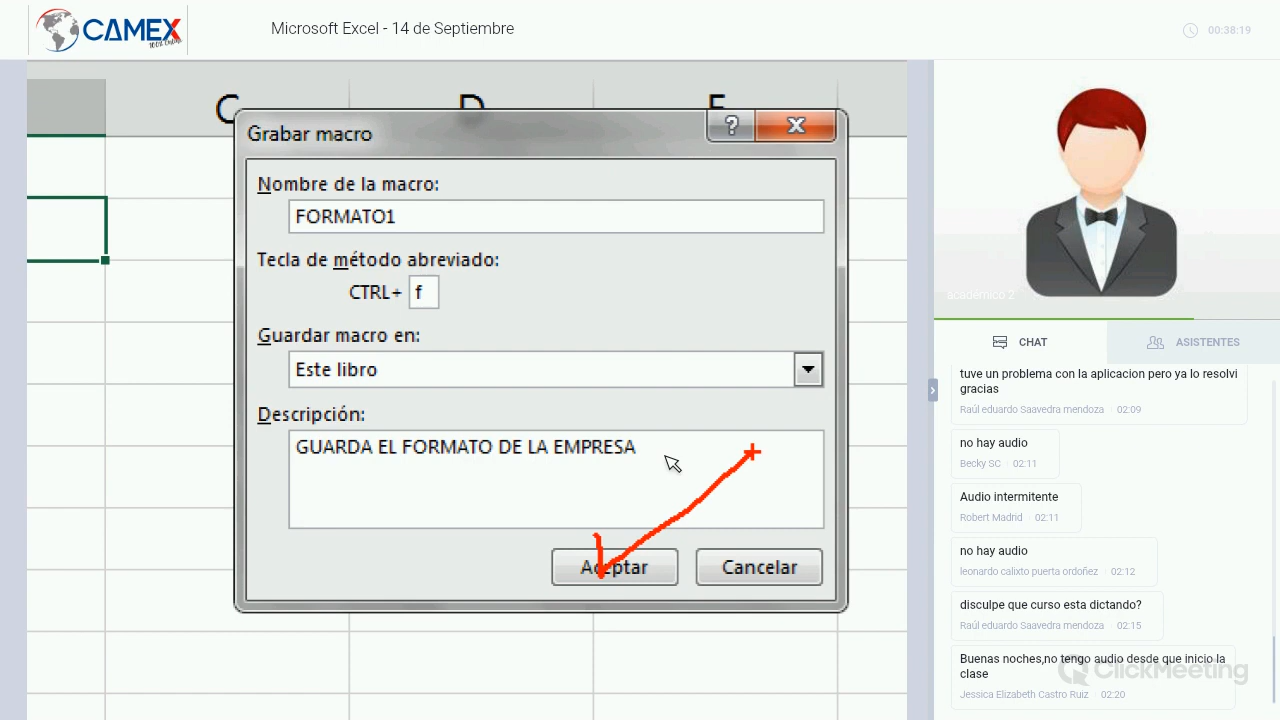 CAMEX
100% Online
Microsoft Excel - 14 de Septiembre
00:38:19
C D E
Grabar macro
?
X
Nombre de la macro:
FORMATO1
Tecla de método abreviado:
CTRL+ f
Guardar macro en:
Este libro
Descripción:
GUARDA EL FORMATO DE LA EMPRESA
Aceptar Cancelar
académico 2
CHAT ASISTENTES
tuve un problema con la aplicacion pero ya lo resolvi
gracias
Raúl eduardo Saavedra mendoza 02:09
no hay audio
Becky SC 02:11
Audio intermitente
Robert Madrid 02:11
no hay audio
leonardo calixto puerta ordoñez 02:12
disculpe que curso esta dictando?
Raúl eduardo Saavedra mendoza 02:15
Buenas noches,no tengo audio desde que inicio la
clase
Jessica Elizabeth Castro Ruiz 02:20
ClickMeeting